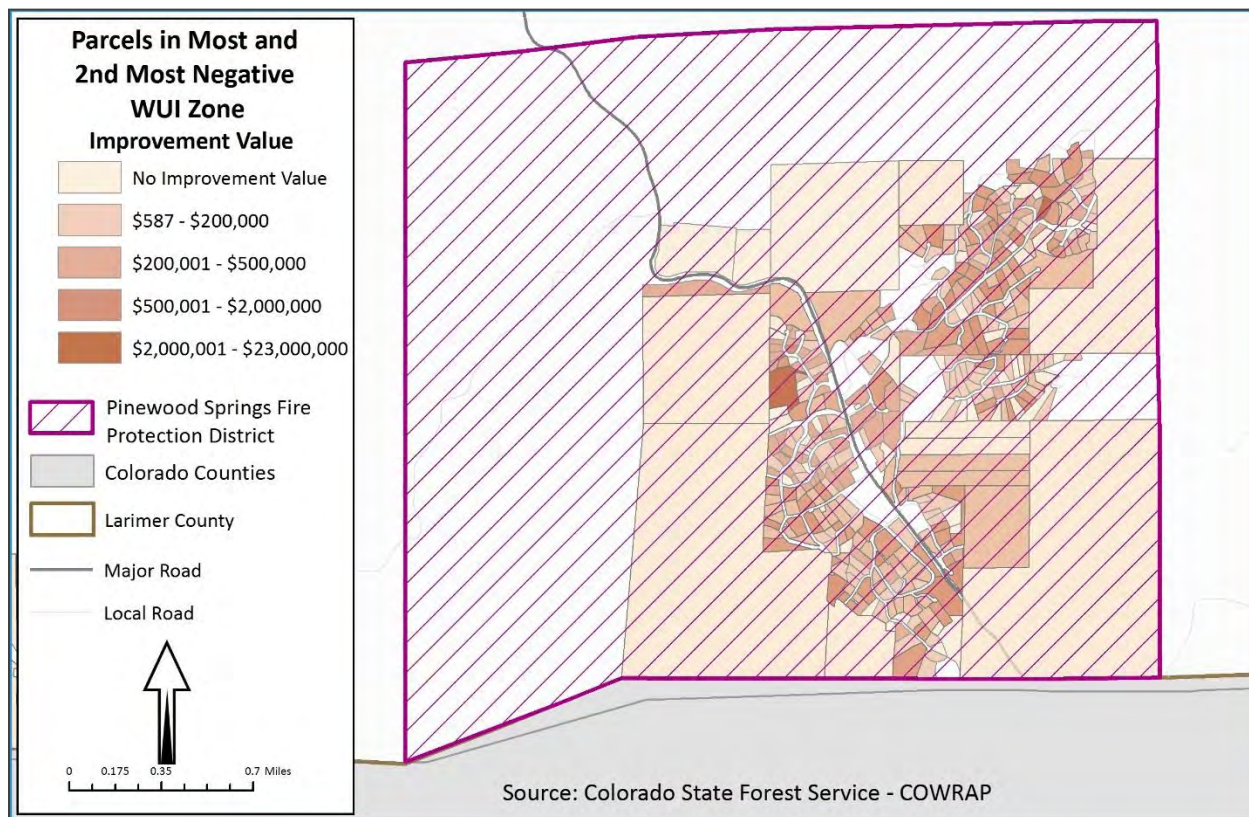 Parcels in Most and
2nd Most Negative
WUI Zone
Improvement Value
No Improvement Value
$587 - $200,000
$200,001 - $500,000
$500,001 - $2,000,000
$2,000,001 - $23,000,000
Pinewood Springs Fire
Protection District
Colorado Counties
Larimer County
Major Road
Local Road
0 0.175 0.35 0.7 Miles
Source: Colorado State Forest Service - COWRAP